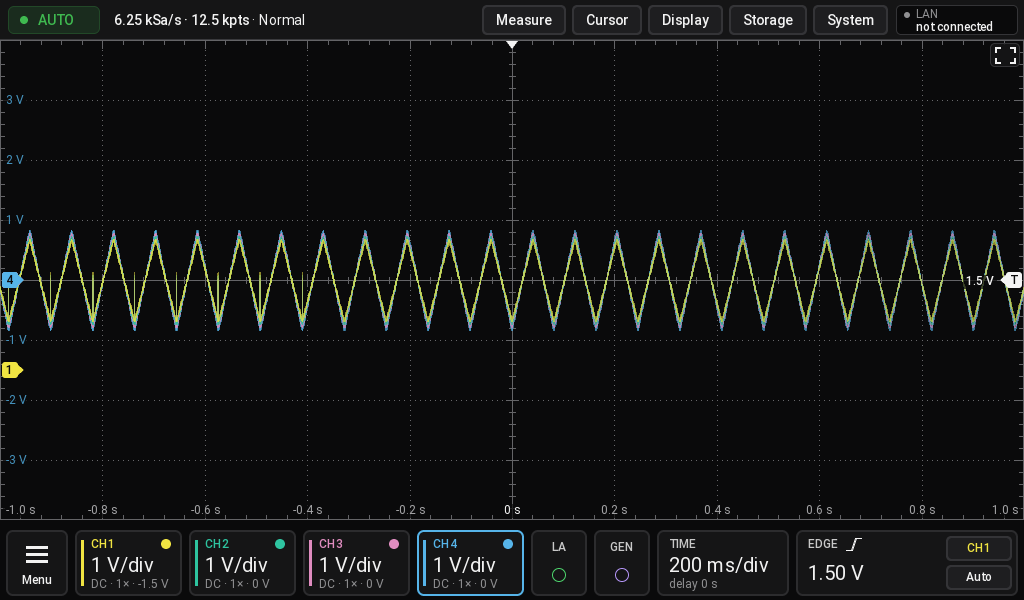 AUTO
6.25 kSa/s · 12.5 kpts · Normal
Measure
Cursor
Display
Storage
System
LAN
not connected
3 V
2 V
1 V
4
1.5 V
T
-1 V
1
-2 V
-3 V
-1.0 s
-0.8 s
-0.6 s
-0.4 s
-0.2 s
0 s
0.2 s
0.4 s
0.6 s
0.8 s
1.0 s
Menu
CH1
1 V/div
DC · 1× · -1.5 V
CH2
1 V/div
DC · 1× · 0 V
CH3
1 V/div
DC · 1× · 0 V
CH4
1 V/div
DC · 1× · 0 V
LA
GEN
TIME
200 ms/div
delay 0 s
EDGE
1.50 V
CH1
Auto